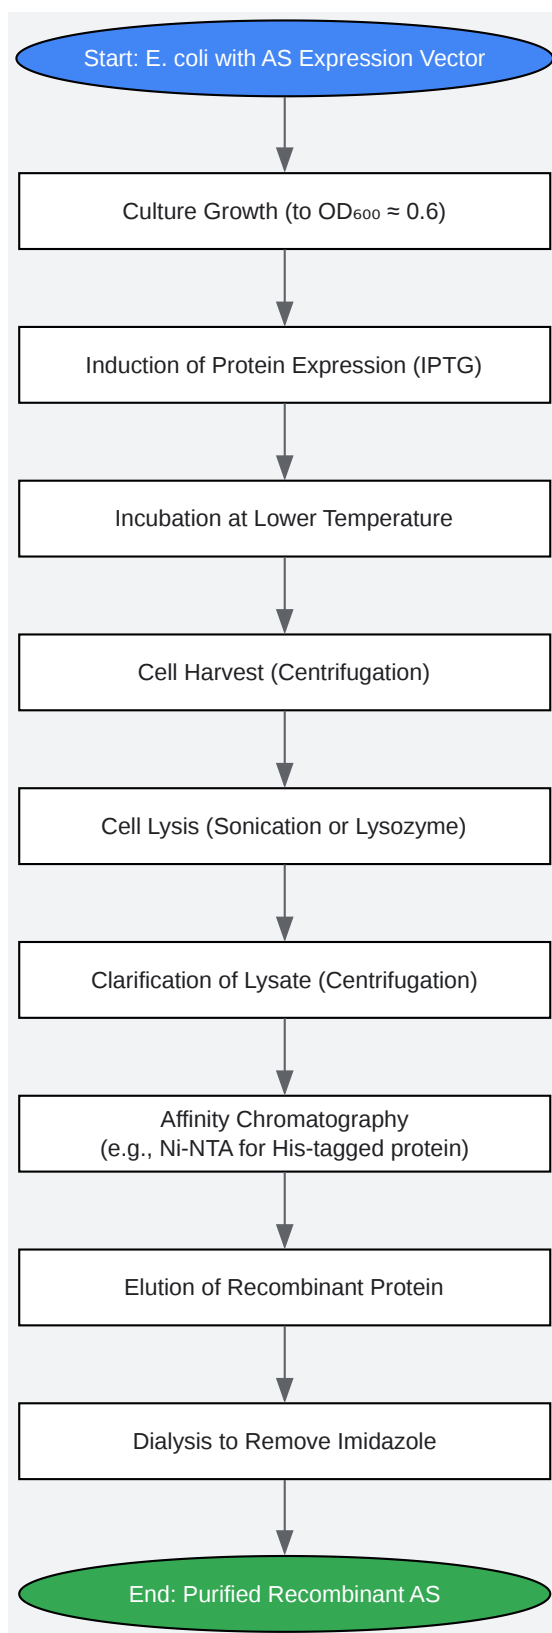 Start: E. coli with AS Expression Vector
Culture Growth (to OD₆₀₀ ≈ 0.6)
Induction of Protein Expression (IPTG)
Incubation at Lower Temperature
Cell Harvest (Centrifugation)
Cell Lysis (Sonication or Lysozyme)
Clarification of Lysate (Centrifugation)
Affinity Chromatography
(e.g., Ni-NTA for His-tagged protein)
Elution of Recombinant Protein
Dialysis to Remove Imidazole
End: Purified Recombinant AS